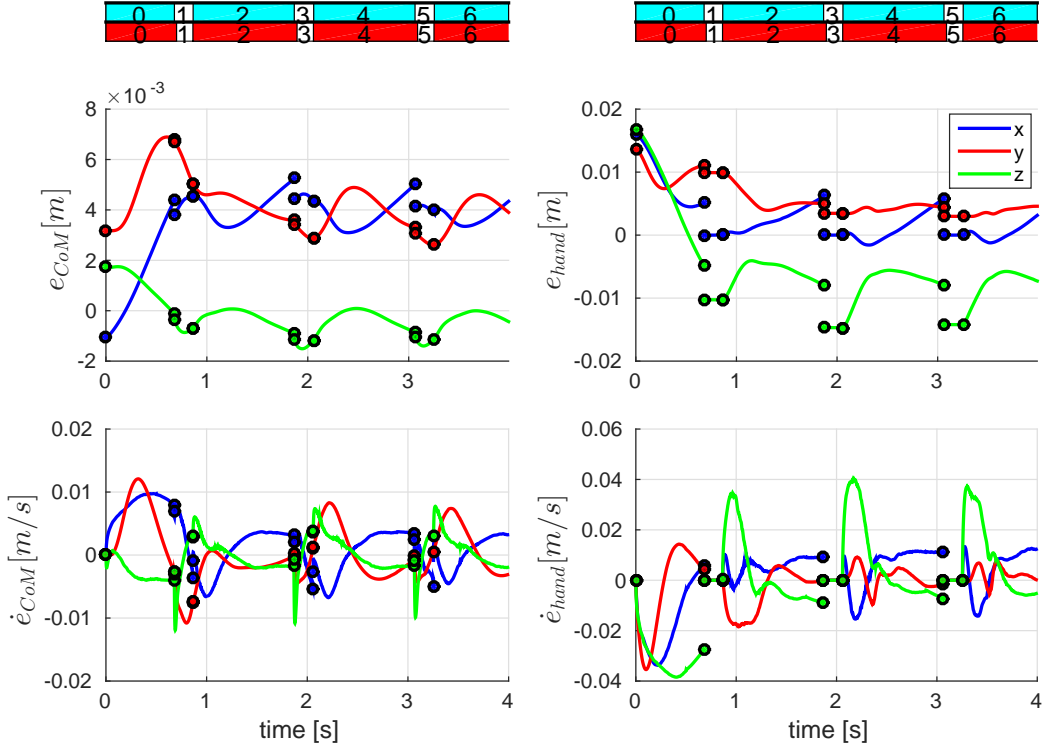 0 1 2 3 4 5 6
0 1 2 3 4 5 6
0 1 2 3 4 5 6
0 1 2 3 4 5 6
× 10⁻³
8
6
4
2
0
-2
e_CoM[m]
0 1 2 3 4
0.02
0.01
0
-0.01
-0.02
e_hand[m]
x
y
z
0 1 2 3
0.02
0.01
0
-0.01
-0.02
ė_CoM[m/s]
0 1 2 3 4
time [s]
0.06
0.04
0.02
0
-0.02
-0.04
ė_hand[m/s]
0 1 2 3 4
time [s]